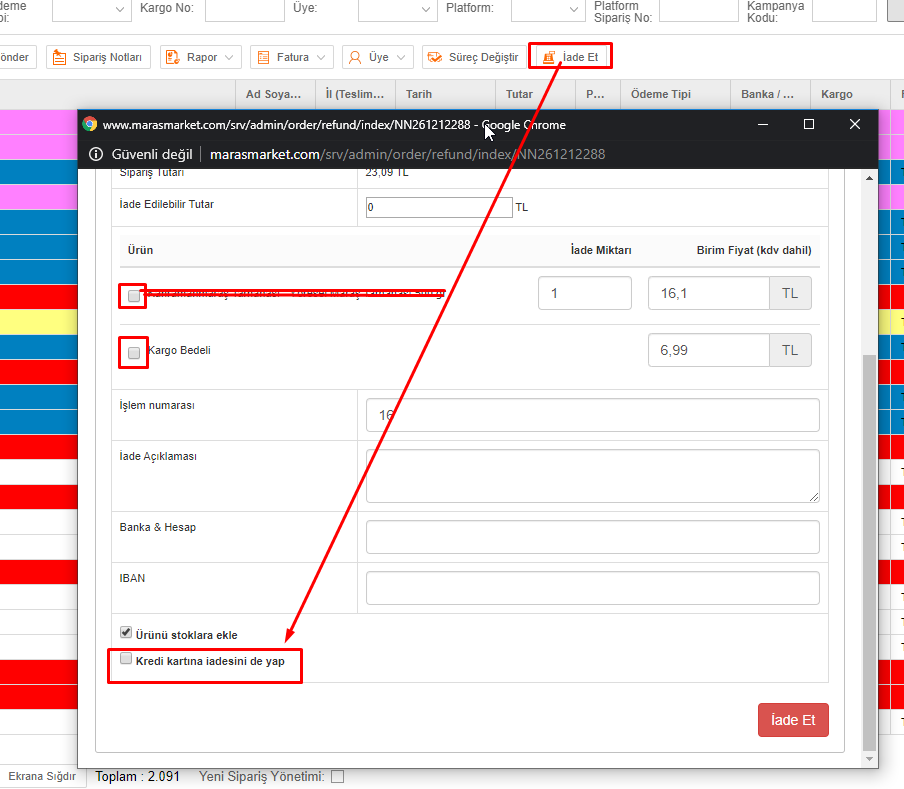 deme
Kargo No:
Üye:
Platform:
Platform
Sipariş No:
Kampanya
Kodu:
önder
Sipariş Notları
Rapor
Fatura
Üye
Süreç Değiştir
İade Et
Ad Soya...
İl (Teslim...
Tarih
Tutar
P...
Ödeme Tipi
Banka / ...
Kargo
www.marasmarket.com/srv/admin/order/refund/index/NN261212288 - Google Chrome
Güvenli değil
marasmarket.com/srv/admin/order/refund/index/NN261212288
Sipariş Tutarı
23,09 TL
İade Edilebilir Tutar
0
TL
Ürün
İade Miktarı
Birim Fiyat (kdv dahil)
1
16,1
TL
Kargo Bedeli
6,99
TL
İşlem numarası
16
İade Açıklaması
Banka & Hesap
IBAN
Ürünü stoklara ekle
Kredi kartına iadesini de yap
İade Et
Ekrana Sığdır
Toplam : 2.091
Yeni Sipariş Yönetimi: